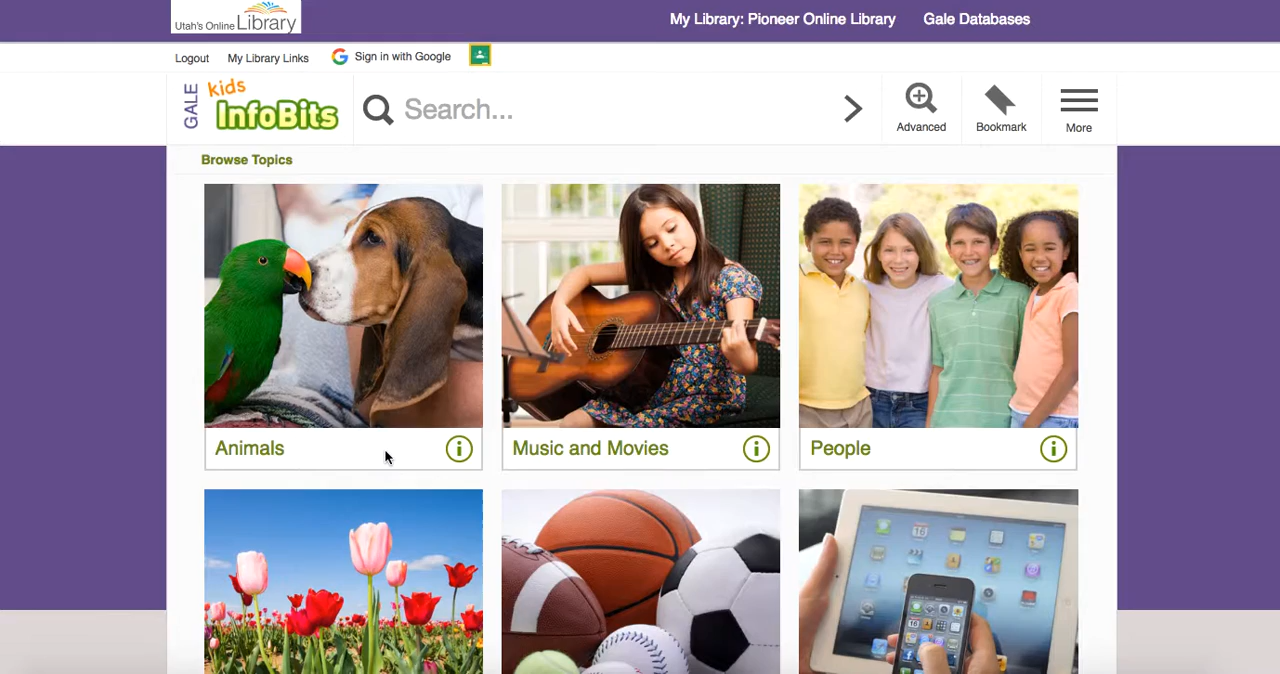 Utah's Online Library
My Library: Pioneer Online Library
Gale Databases
Logout
My Library Links
Sign in with Google
GALE
kids
InfoBits
Search...
Advanced
Bookmark
More
Browse Topics
Animals
Music and Movies
People